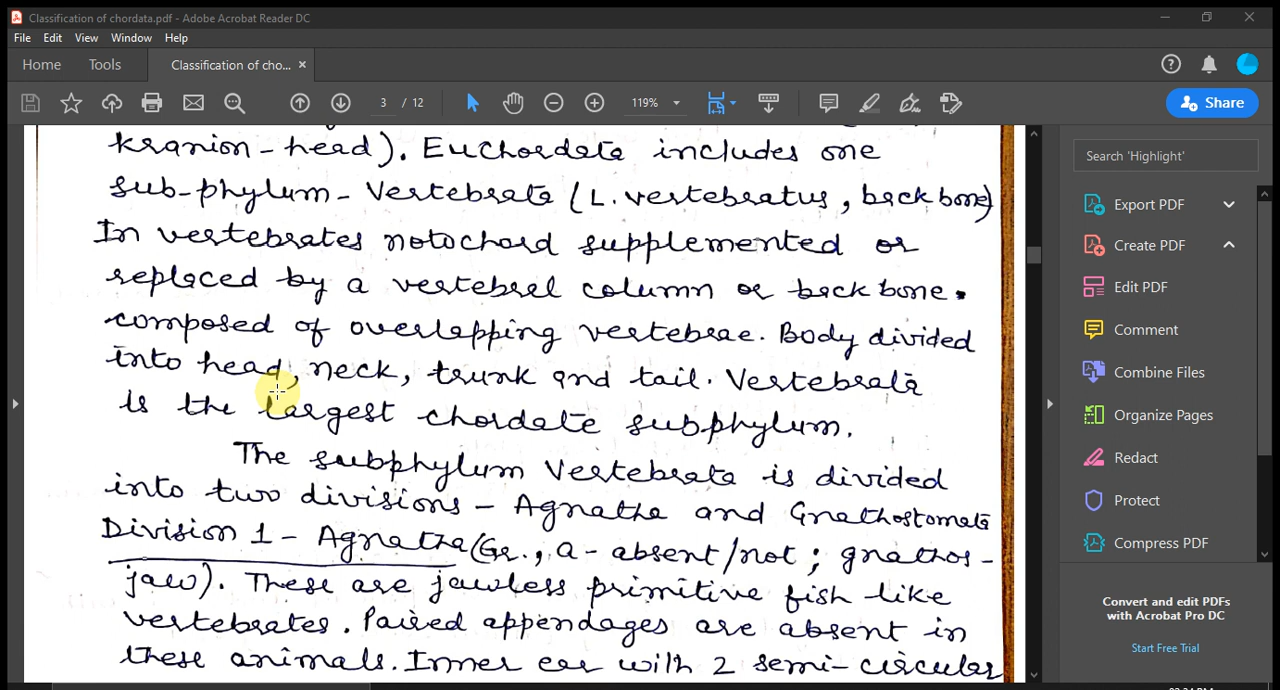 Classification of chordata.pdf - Adobe Acrobat Reader DC
File Edit View Window Help
Home Tools Classification of cho... ×
3 / 12 119% Share
kranion-head). Euchordata includes one
sub-phylum- Vertebrata (L. vertebratus, backbone)
In vertebrates notochord supplemented or
replaced by a vertebral column or backbone.
composed of overlapping vertebrae. Body divided
into head, neck, trunk and tail. Vertebrata
is the largest chordate subphylum.
The subphylum Vertebrata is divided
into two divisions - Agnatha and Gnathostomata
Division 1 - Agnatha (Gr., a- absent/not; gnathos-
jaw). These are jawless primitive fish like
vertebrates. Paired appendages are absent in
these animals. Inner ear with 2 semi-circular
Search 'Highlight'
Export PDF
Create PDF
Edit PDF
Comment
Combine Files
Organize Pages
Redact
Protect
Compress PDF
Convert and edit PDFs
with Acrobat Pro DC
Start Free Trial